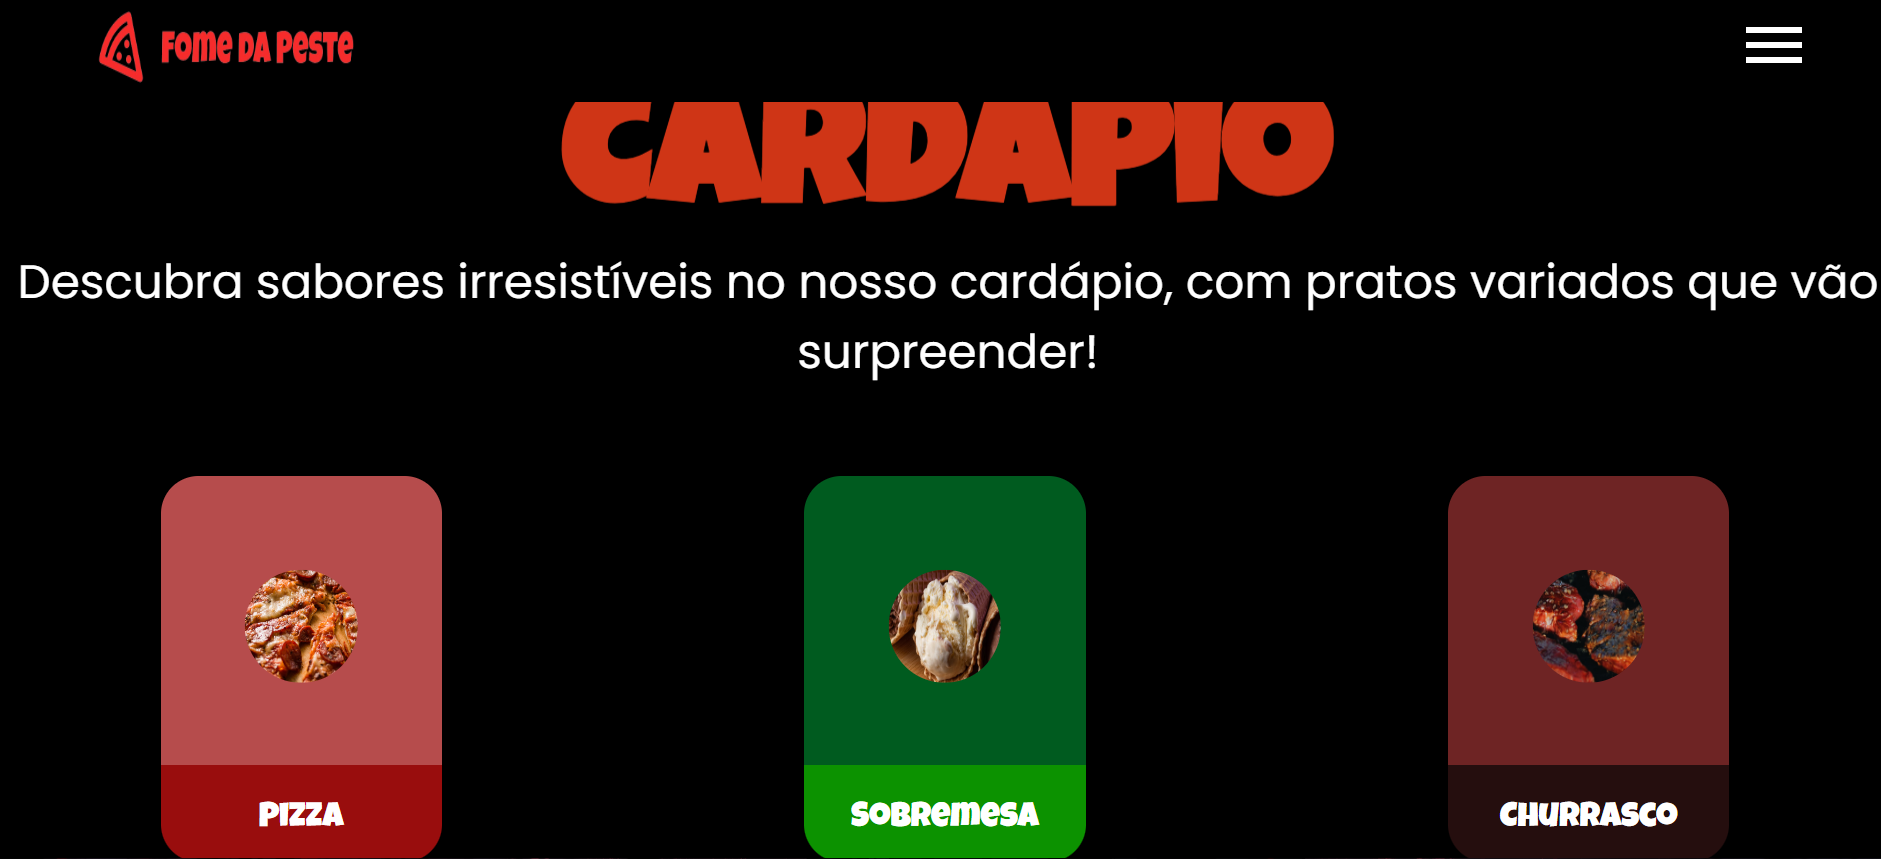 FOME DA PESTE
CARDAPIO
Descubra sabores irresistíveis no nosso cardápio, com pratos variados que vão
surpreender!
PIZZA
SOBREMESA
CHURRASCO